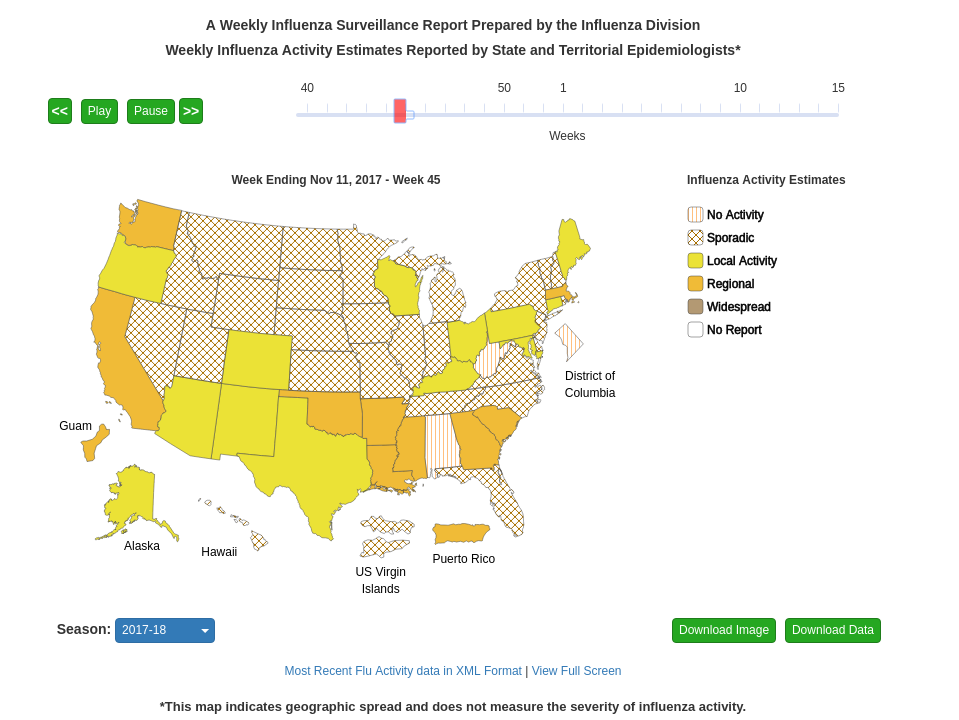 A Weekly Influenza Surveillance Report Prepared by the Influenza Division
Weekly Influenza Activity Estimates Reported by State and Territorial Epidemiologists*
40 50 1 10 15
<< Play Pause >>
Weeks
Week Ending Nov 11, 2017 - Week 45
Influenza Activity Estimates
No Activity
Sporadic
Local Activity
Regional
Widespread
No Report
District of
Columbia
Guam
Alaska
Hawaii
US Virgin
Islands
Puerto Rico
Season: 2017-18
Download Image Download Data
Most Recent Flu Activity data in XML Format | View Full Screen
*This map indicates geographic spread and does not measure the severity of influenza activity.